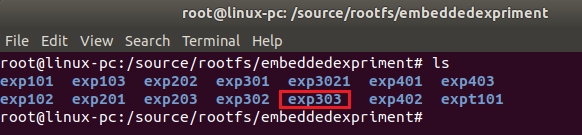 root@linux-pc: /source/rootfs/embeddedexpriment
File Edit View Search Terminal Help
root@linux-pc:/source/rootfs/embeddedexpriment# ls
exp101 exp103 exp202 exp301 exp3021 exp401 exp403
exp102 exp201 exp203 exp302 exp303 exp402 expt101
root@linux-pc:/source/rootfs/embeddedexpriment#